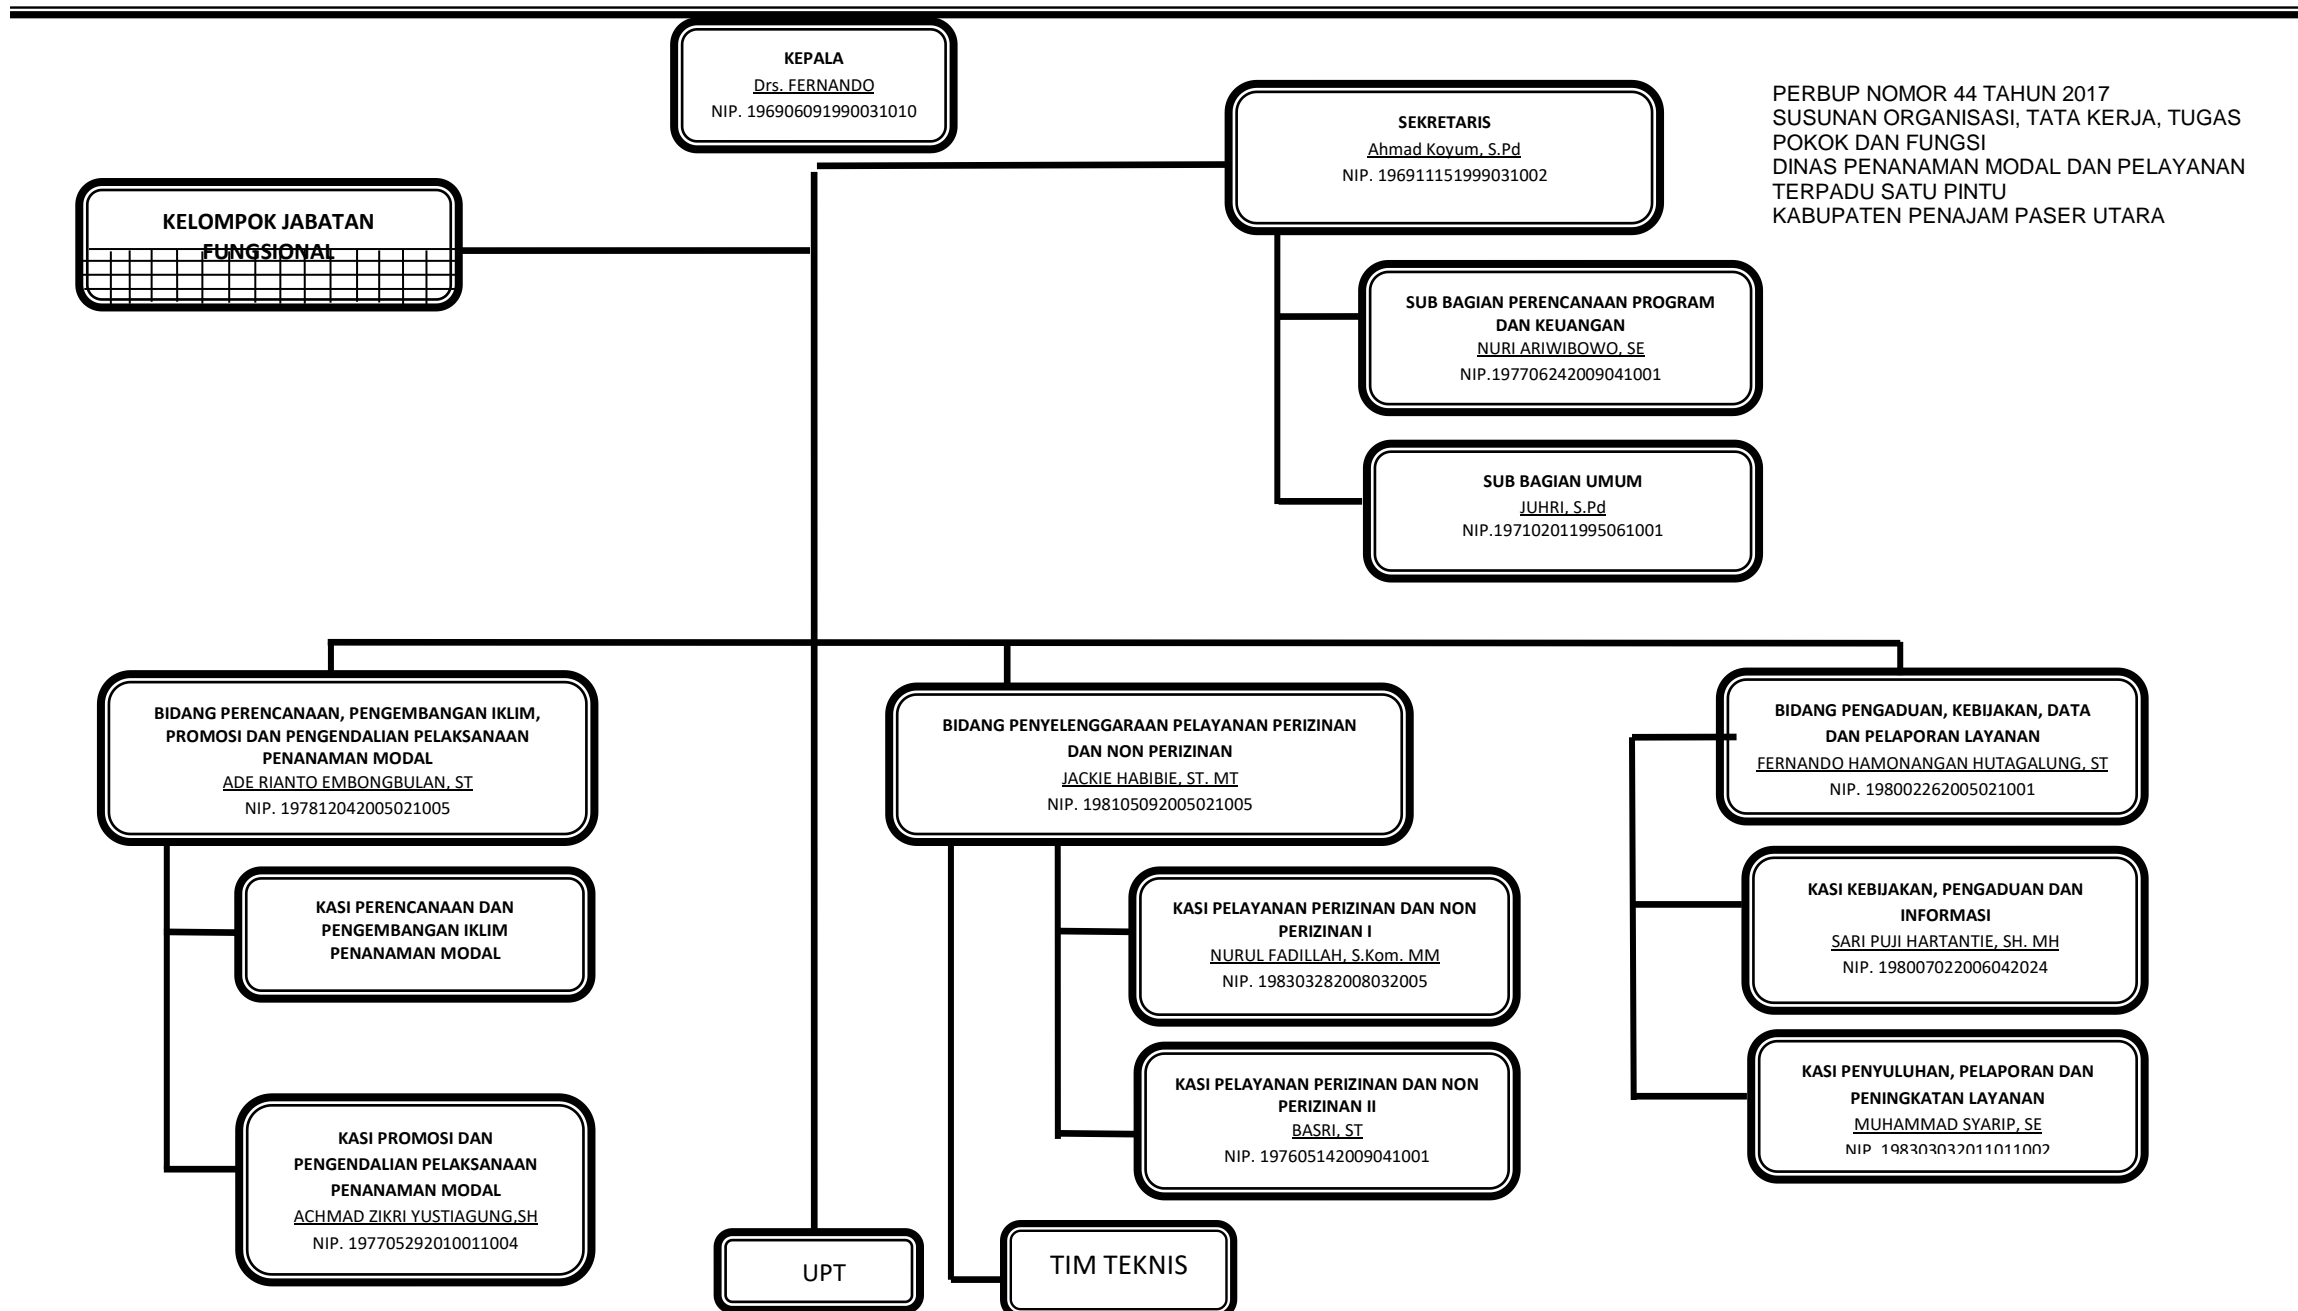 KEPALA
Drs. FERNANDO
NIP. 196906091990031010
SEKRETARIS
Ahmad Koyum, S.Pd
NIP. 196911151999031002
PERBUP NOMOR 44 TAHUN 2017
SUSUNAN ORGANISASI, TATA KERJA, TUGAS
POKOK DAN FUNGSI
DINAS PENANAMAN MODAL DAN PELAYANAN
TERPADU SATU PINTU
KABUPATEN PENAJAM PASER UTARA
KELOMPOK JABATAN
FUNGSIONAL
SUB BAGIAN PERENCANAAN PROGRAM
DAN KEUANGAN
NURI ARIWIBOWO, SE
NIP.197706242009041001
SUB BAGIAN UMUM
JUHRI, S.Pd
NIP.197102011995061001
BIDANG PERENCANAAN, PENGEMBANGAN IKLIM,
PROMOSI DAN PENGENDALIAN PELAKSANAAN
PENANAMAN MODAL
ADE RIANTO EMBONGBULAN, ST
NIP. 197812042005021005
BIDANG PENYELENGGARAAN PELAYANAN PERIZINAN
DAN NON PERIZINAN
JACKIE HABIBIE, ST. MT
NIP. 198105092005021005
BIDANG PENGADUAN, KEBIJAKAN, DATA
DAN PELAPORAN LAYANAN
FERNANDO HAMONANGAN HUTAGALUNG, ST
NIP. 198002262005021001
KASI PERENCANAAN DAN
PENGEMBANGAN IKLIM
PENANAMAN MODAL
KASI PELAYANAN PERIZINAN DAN NON
PERIZINAN I
NURUL FADILLAH, S.Kom. MM
NIP. 198303282008032005
KASI KEBIJAKAN, PENGADUAN DAN
INFORMASI
SARI PUJI HARTANTIE, SH. MH
NIP. 198007022006042024
KASI PROMOSI DAN
PENGENDALIAN PELAKSANAAN
PENANAMAN MODAL
ACHMAD ZIKRI YUSTIAGUNG,SH
NIP. 197705292010011004
KASI PELAYANAN PERIZINAN DAN NON
PERIZINAN II
BASRI, ST
NIP. 197605142009041001
KASI PENYULUHAN, PELAPORAN DAN
PENINGKATAN LAYANAN
MUHAMMAD SYARIP, SE
NIP. 198303032011011002
UPT
TIM TEKNIS